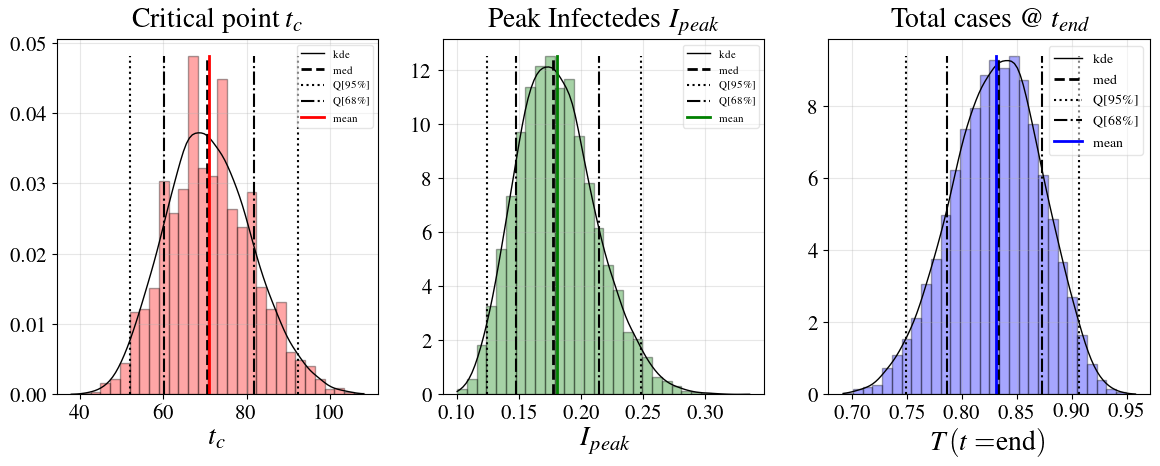 Critical point t_c
0.05
0.04
0.03
0.02
0.01
0.00
kde
med
Q[95%]
Q[68%]
mean
40 60 80 100
t_c
Peak Infectedes I_peak
12
10
8
6
4
2
0
kde
med
Q[95%]
Q[68%]
mean
0.10 0.15 0.20 0.25 0.30
I_peak
Total cases @ t_end
8
6
4
2
0
kde
med
Q[95%]
Q[68%]
mean
0.70 0.75 0.80 0.85 0.90 0.95
T(t =end)